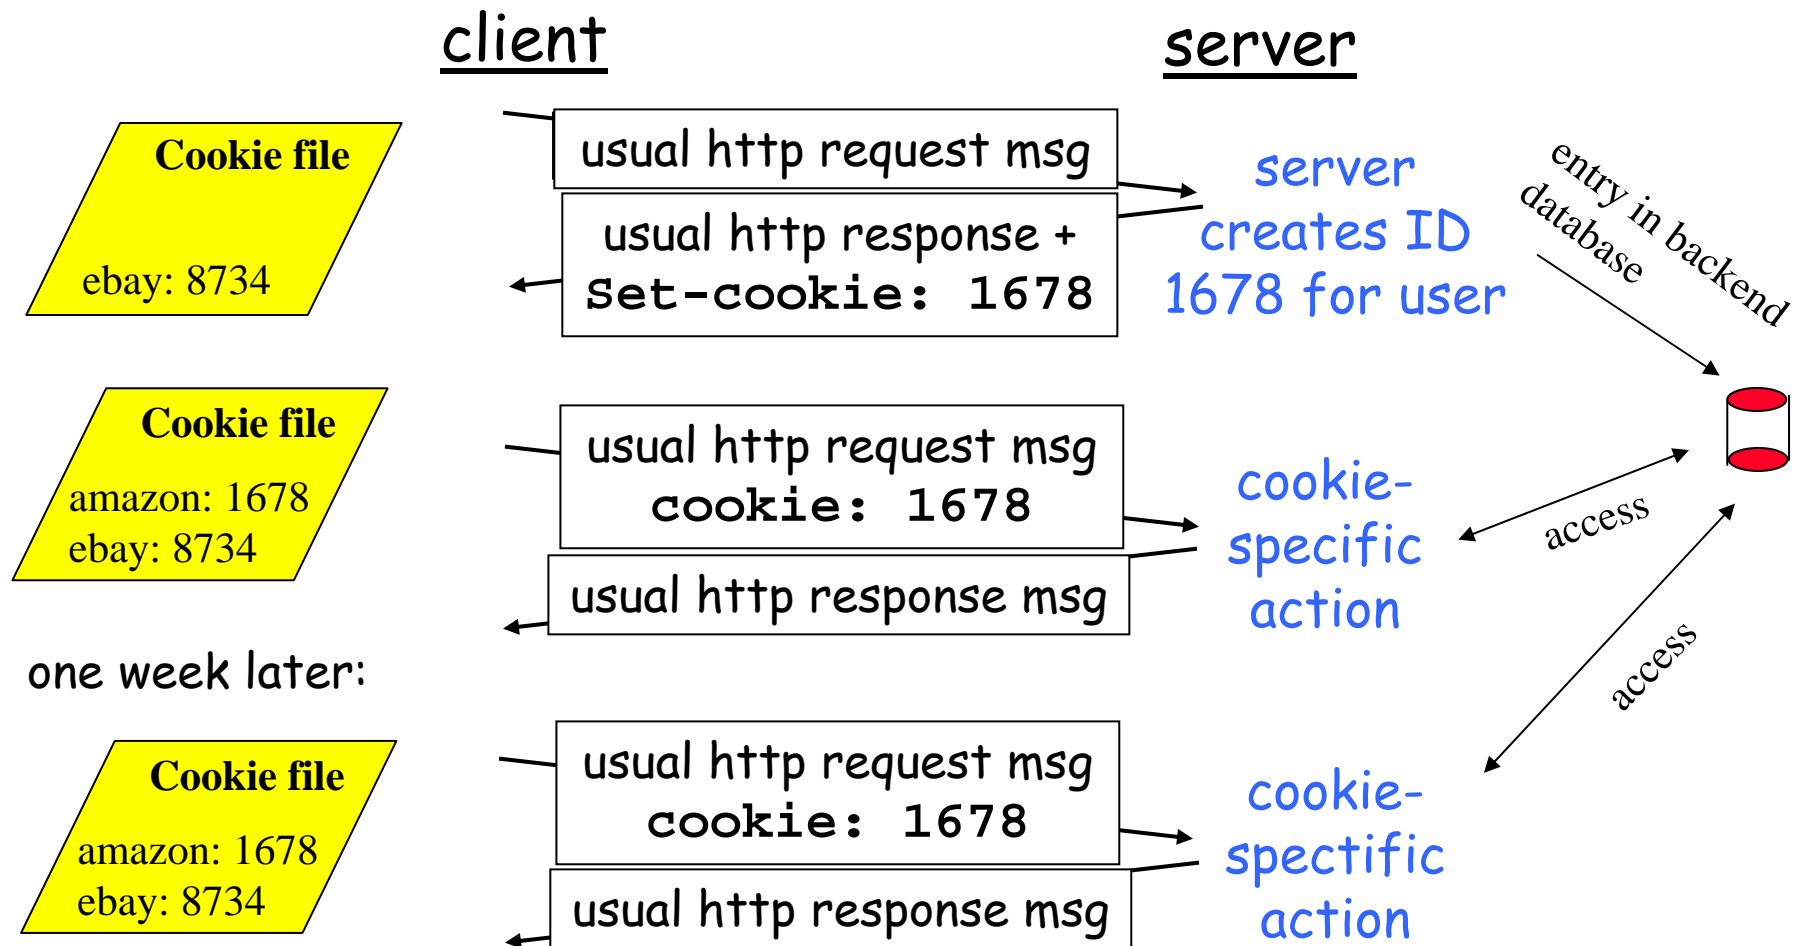 client
server
Cookie file
ebay: 8734
usual http request msg
usual http response +
Set-cookie: 1678
server
creates ID
1678 for user
entry in backend
database
Cookie file
amazon: 1678
ebay: 8734
usual http request msg
cookie: 1678
usual http response msg
cookie-
specific
action
access
one week later:
access
Cookie file
amazon: 1678
ebay: 8734
usual http request msg
cookie: 1678
usual http response msg
cookie-
spectific
action